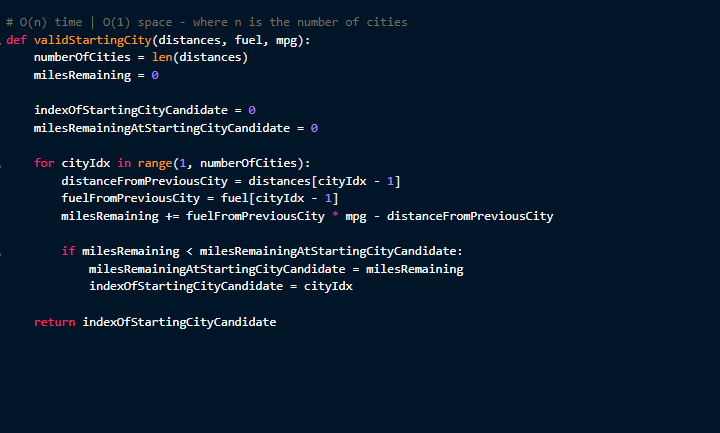 # O(n) time | O(1) space - where n is the number of cities
def validStartingCity(distances, fuel, mpg):
    numberOfCities = len(distances)
    milesRemaining = 0

    indexOfStartingCityCandidate = 0
    milesRemainingAtStartingCityCandidate = 0

    for cityIdx in range(1, numberOfCities):
        distanceFromPreviousCity = distances[cityIdx - 1]
        fuelFromPreviousCity = fuel[cityIdx - 1]
        milesRemaining += fuelFromPreviousCity * mpg - distanceFromPreviousCity

        if milesRemaining < milesRemainingAtStartingCityCandidate:
            milesRemainingAtStartingCityCandidate = milesRemaining
            indexOfStartingCityCandidate = cityIdx

    return indexOfStartingCityCandidate